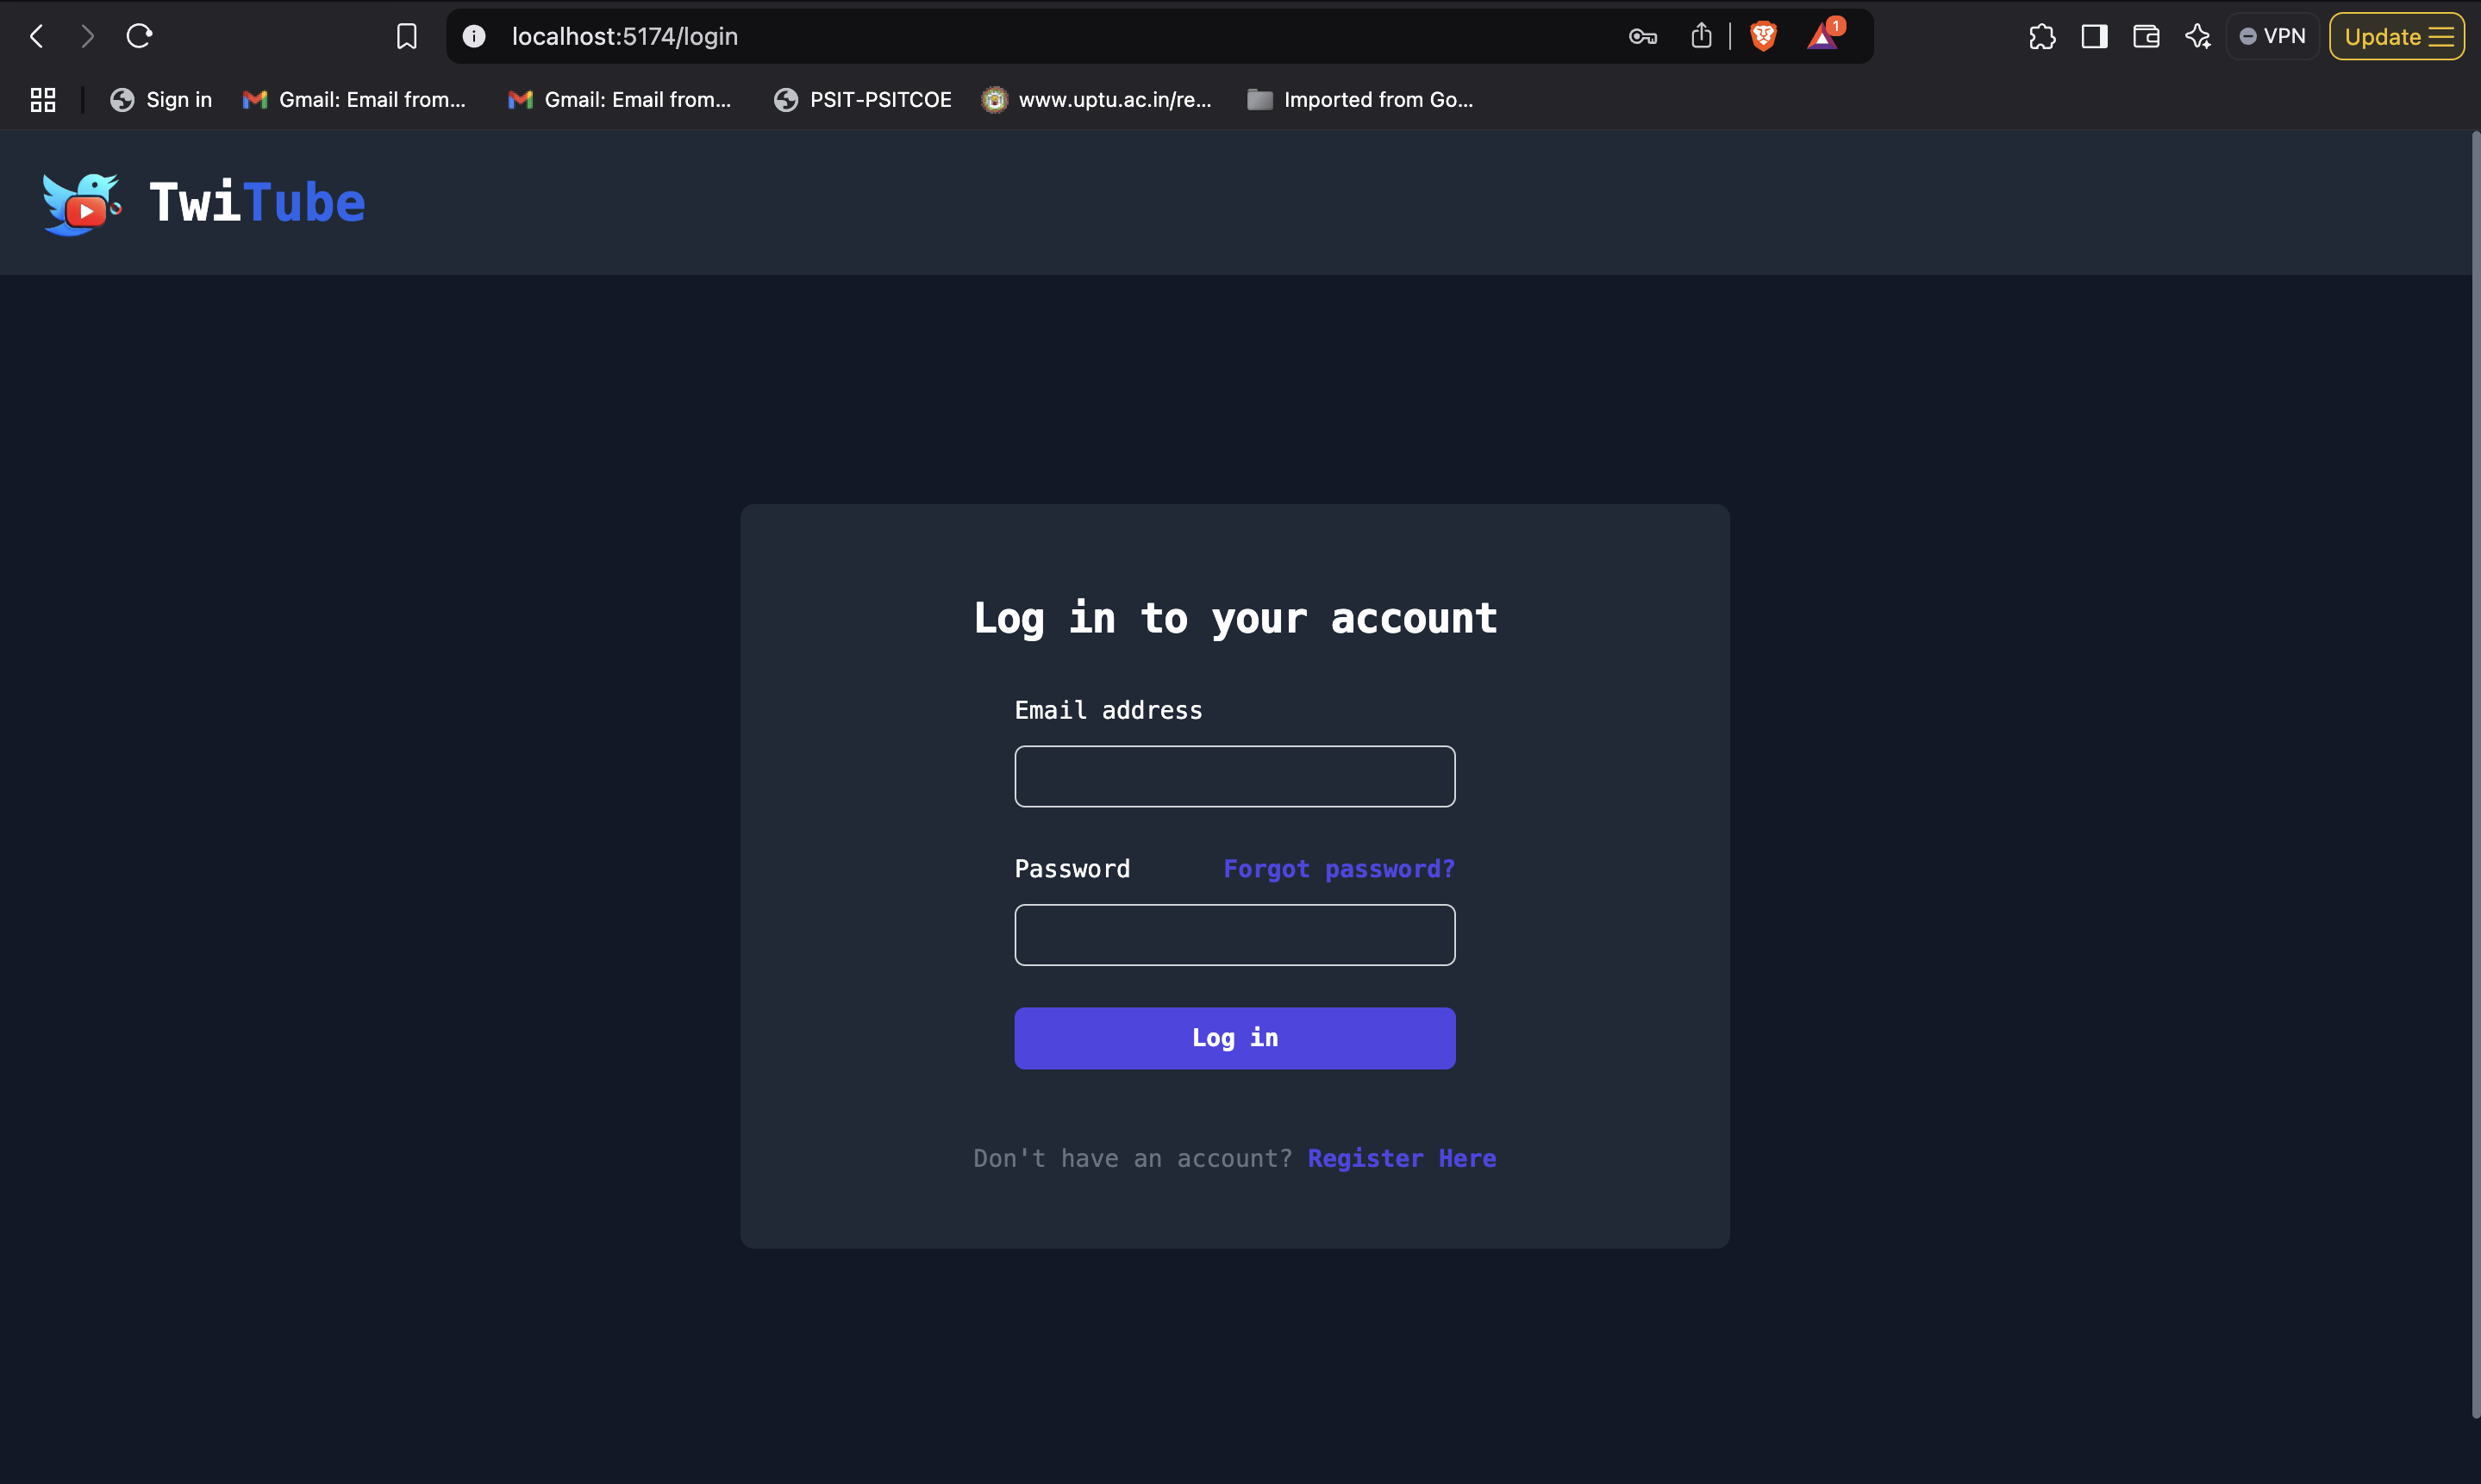 localhost:5174/login
1
VPN
Update
Sign in
Gmail: Email from...
Gmail: Email from...
PSIT-PSITCOE
www.uptu.ac.in/re...
Imported from Go...
TwiTube
Log in to your account
Email address
Password Forgot password?
Log in
Don't have an account? Register Here